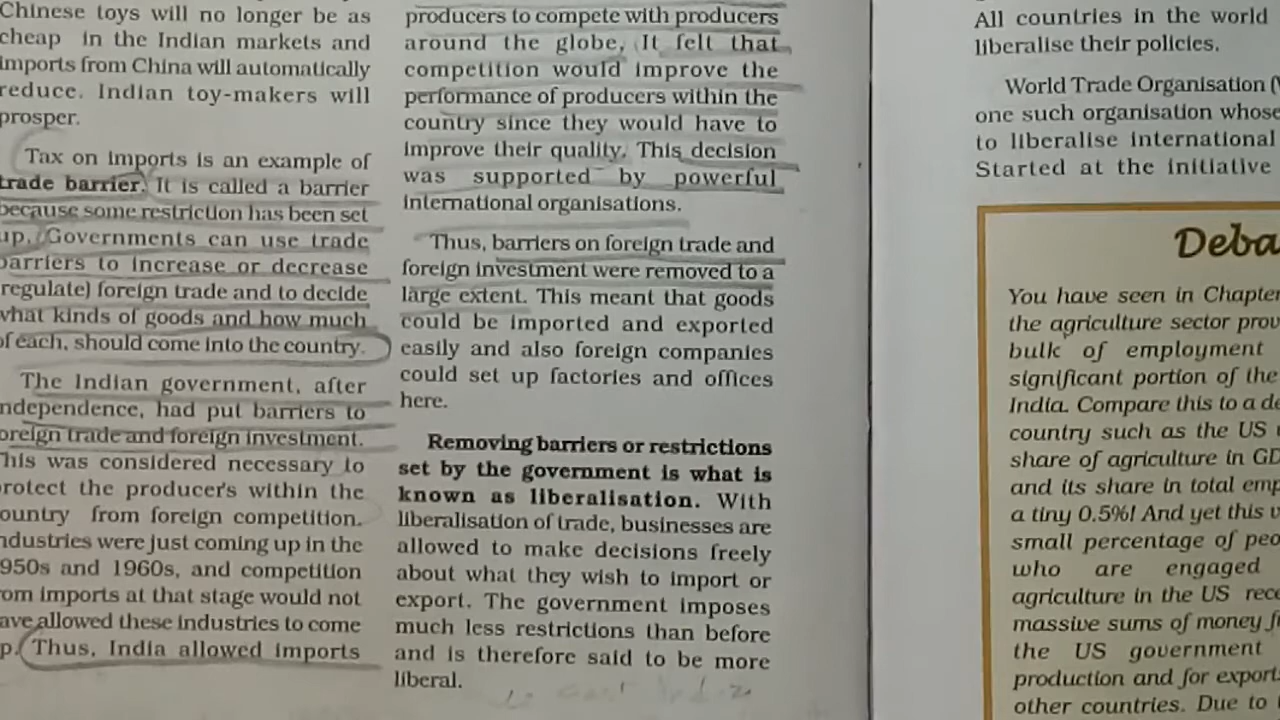 Chinese toys will no longer be as
cheap in the Indian markets and
imports from China will automatically
reduce. Indian toy-makers will
prosper.
Tax on imports is an example of
trade barrier. It is called a barrier
because some restriction has been set
up. Governments can use trade
barriers to increase or decrease
(regulate) foreign trade and to decide
what kinds of goods and how much
of each, should come into the country.
The Indian government, after
ndependence, had put barriers to
oreign trade and foreign investment.
This was considered necessary to
protect the producers within the
ountry from foreign competition.
ndustries were just coming up in the
950s and 1960s, and competition
rom imports at that stage would not
ave allowed these industries to come
p. Thus, India allowed imports
producers to compete with producers
around the globe. It felt that
competition would improve the
performance of producers within the
country since they would have to
improve their quality. This decision
was supported by powerful
international organisations.
Thus, barriers on foreign trade and
foreign investment were removed to a
large extent. This meant that goods
could be imported and exported
easily and also foreign companies
could set up factories and offices
here.
Removing barriers or restrictions
set by the government is what is
known as liberalisation. With
liberalisation of trade, businesses are
allowed to make decisions freely
about what they wish to import or
export. The government imposes
much less restrictions than before
and is therefore said to be more
liberal.
All countries in the world
liberalise their policies.
World Trade Organisation (
one such organisation whose
to liberalise international
Started at the initiative
Deba
You have seen in Chapter
the agriculture sector prov
bulk of employment
significant portion of the
India. Compare this to a de
country such as the US
share of agriculture in GD
and its share in total emp
a tiny 0.5%! And yet this v
small percentage of peo
who are engaged
agriculture in the US rece
massive sums of money f
the US government
production and for export
other countries. Due to